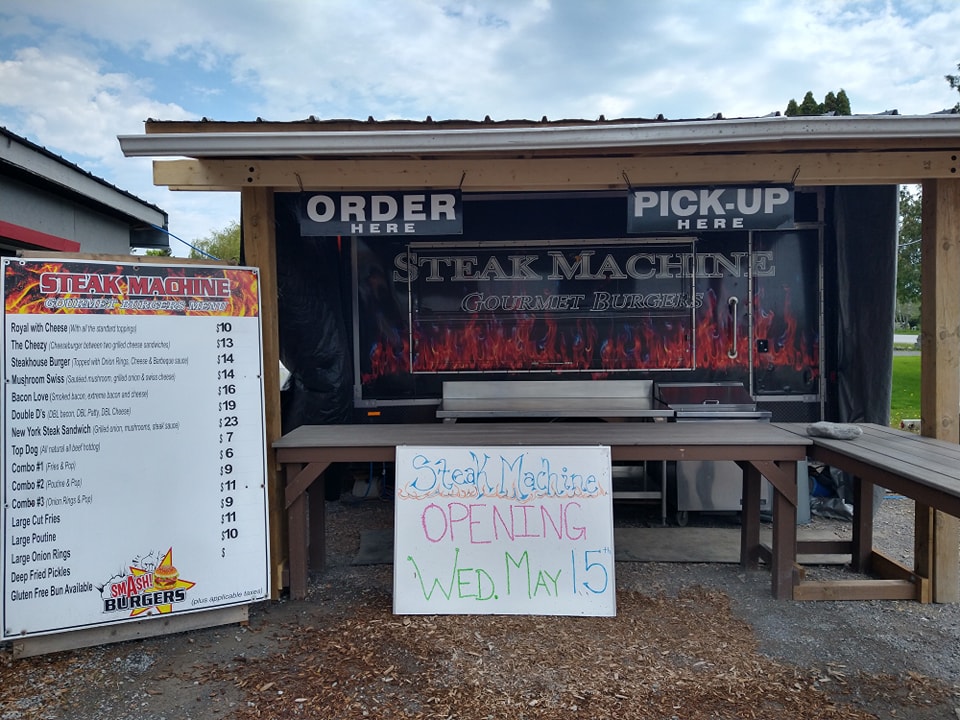 ORDER
HERE
PICK-UP
HERE
STEAK MACHINE
GOURMET BURGERS
STEAK MACHINE
GOURMET BURGERS MENU
Royal with Cheese (With all the standard toppings) $10
The Cheezy (Cheeseburger between two grilled cheese sandwiches) $13
Steakhouse Burger (Topped with Onion Rings, Cheese & Barbeque sauce) $14
Mushroom Swiss (Sautéed mushroom, grilled onion & swiss cheese) $14
Bacon Love (Smoked bacon, extreme bacon and cheese) $16
Double D's (DBL bacon, DBL Patty, DBL Cheese) $19
New York Steak Sandwich (Grilled onion, mushrooms, steak sauce) $23
Top Dog (All natural all beef hotdog) $7
Combo #1 (Fries & Pop) $6
Combo #2 (Poutine & Pop) $9
Combo #3 (Onion Rings & Pop) $11
Large Cut Fries $9
Large Poutine $11
Large Onion Rings $10
Deep Fried Pickles $
Gluten Free Bun Available
SMASH!
BURGERS
(plus applicable taxes)
Steak Machine
OPENING
WED. MAY 15th